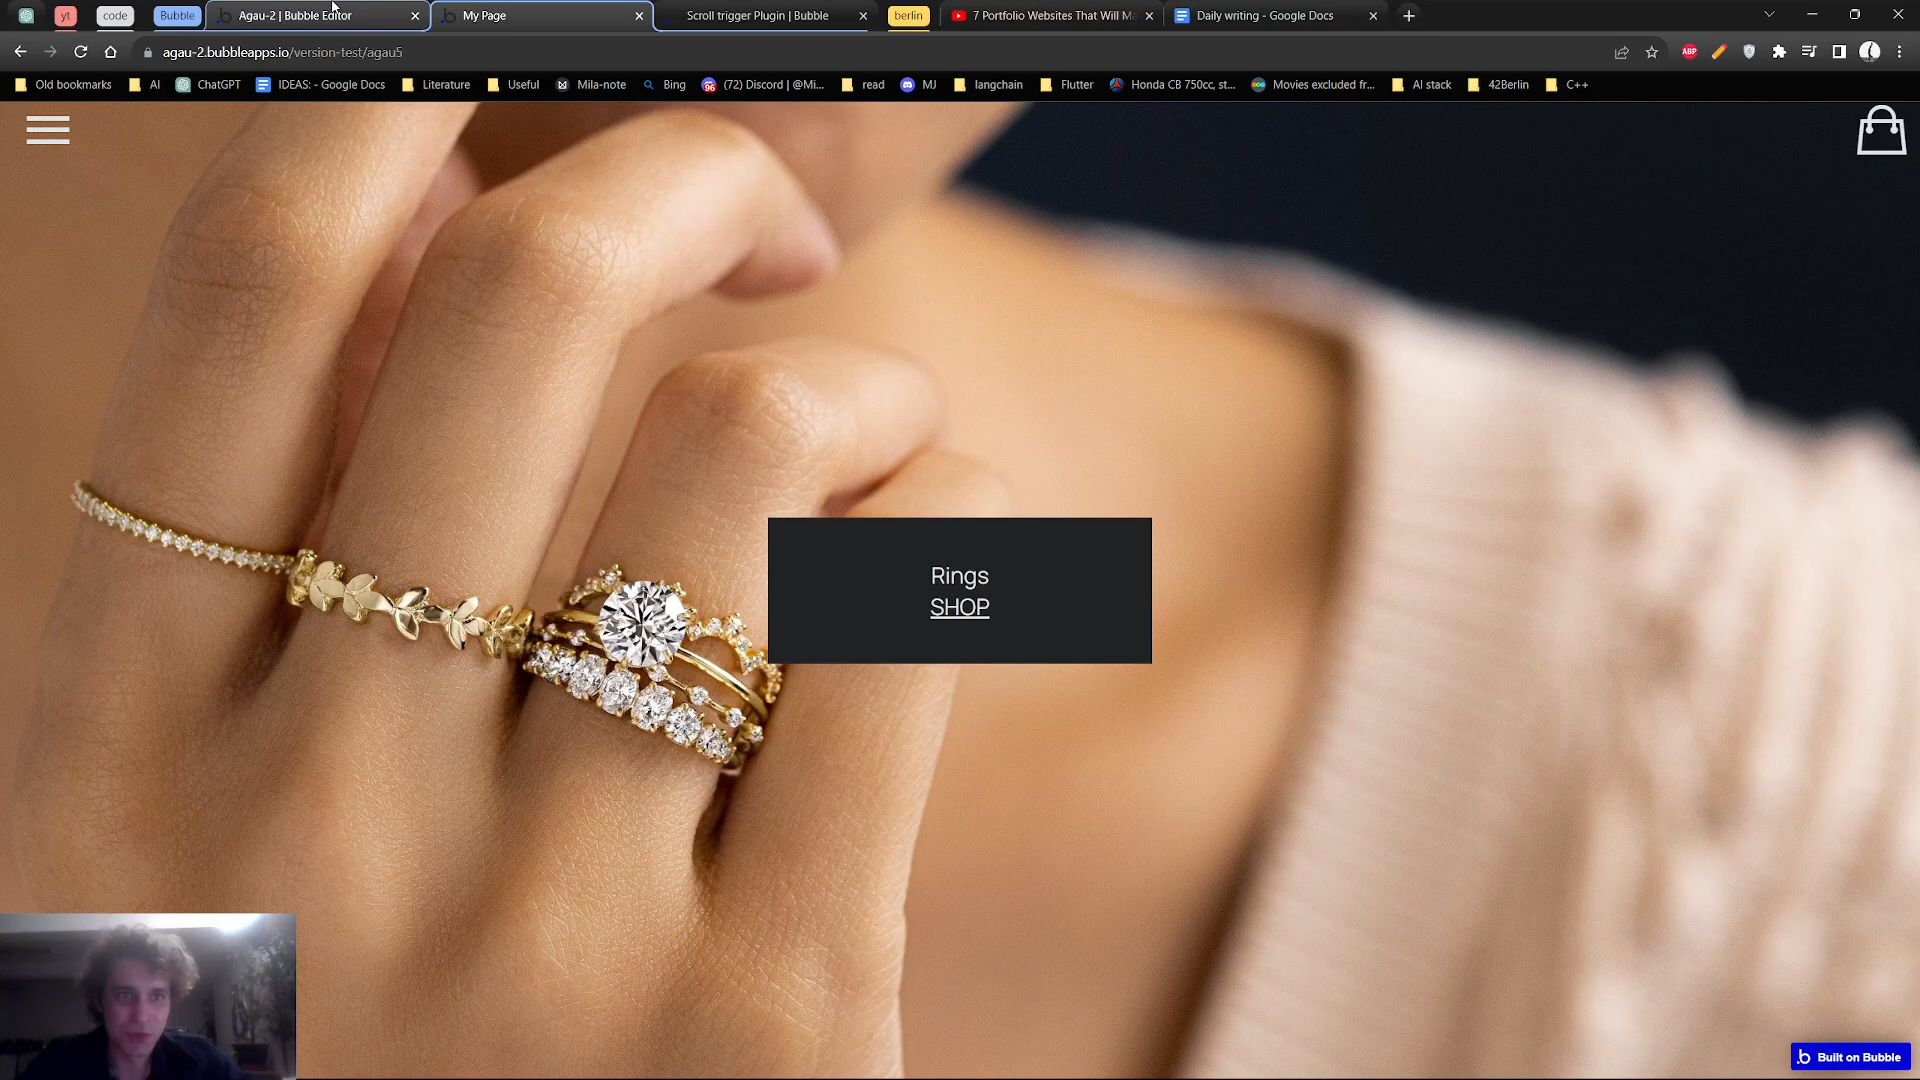 yt
code
Bubble
Agau-2 | Bubble Editor
My Page
Scroll trigger Plugin | Bubble
berlin
7 Portfolio Websites That Will M
Daily writing - Google Docs
agau-2.bubbleapps.io/version-test/agau5
Old bookmarks
AI
ChatGPT
IDEAS: - Google Docs
Literature
Useful
Mila-note
Bing
(72) Discord | @Mi...
read
MJ
langchain
Flutter
Honda CB 750cc, st...
Movies excluded fr...
AI stack
42Berlin
C++
ABP
Rings
SHOP
Built on Bubble